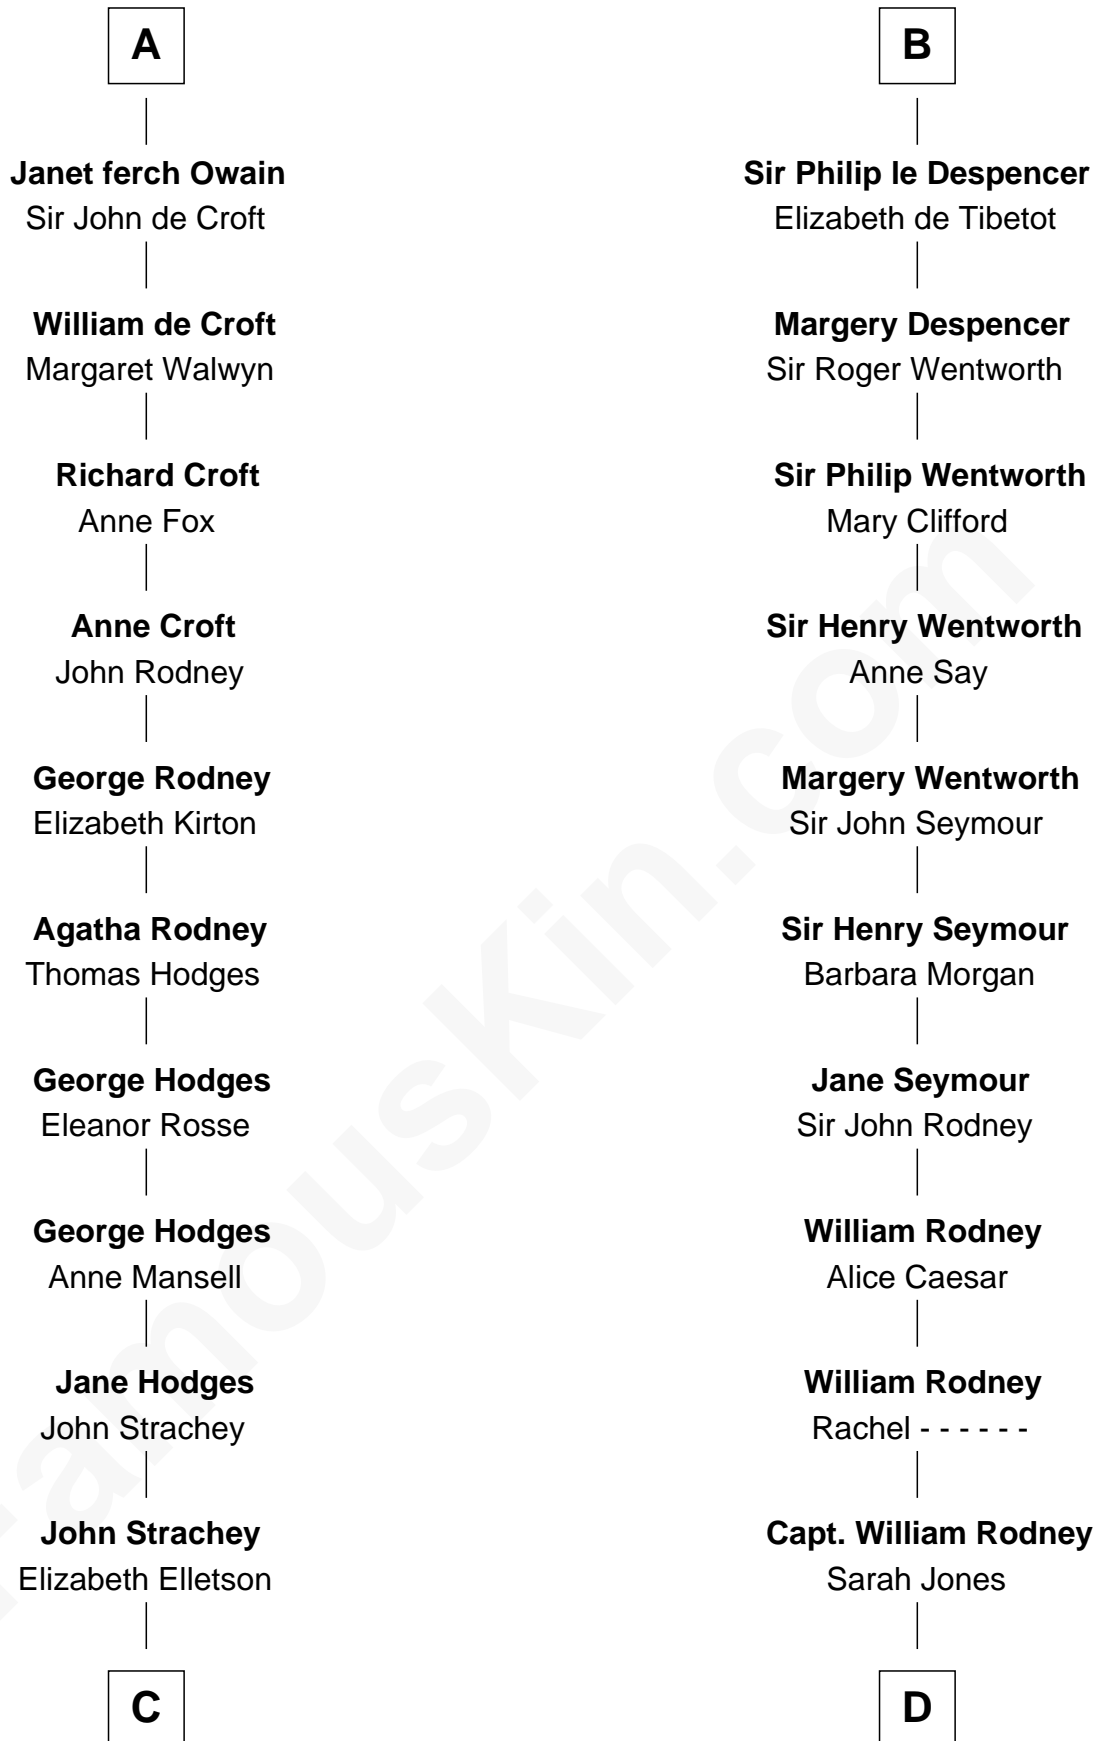 A
Janet ferch Owain
Sir John de Croft
William de Croft
Margaret Walwyn
Richard Croft
Anne Fox
Anne Croft
John Rodney
George Rodney
Elizabeth Kirton
Agatha Rodney
Thomas Hodges
George Hodges
Eleanor Rosse
George Hodges
Anne Mansell
Jane Hodges
John Strachey
John Strachey
Elizabeth Elletson
C
B
Sir Philip le Despencer
Elizabeth de Tibetot
Margery Despencer
Sir Roger Wentworth
Sir Philip Wentworth
Mary Clifford
Sir Henry Wentworth
Anne Say
Margery Wentworth
Sir John Seymour
Sir Henry Seymour
Barbara Morgan
Jane Seymour
Sir John Rodney
William Rodney
Alice Caesar
William Rodney
Rachel - - - - - -
Capt. William Rodney
Sarah Jones
D
FamousKin.com